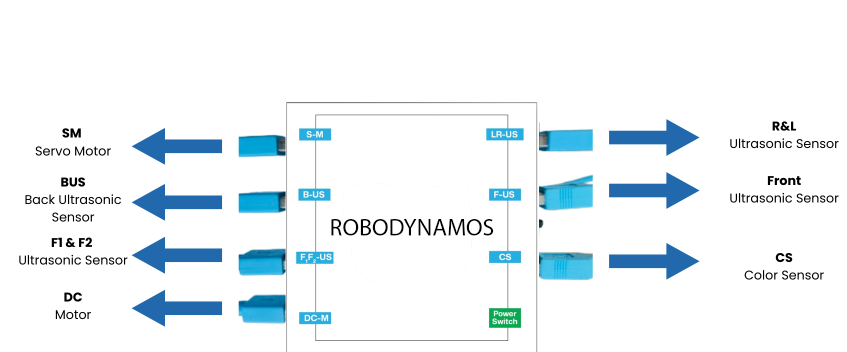 SM
Servo Motor
BUS
Back Ultrasonic
Sensor
F1 & F2
Ultrasonic Sensor
DC
Motor
S-M
B-US
F₁F₂-US
DC-M
ROBODYNAMOS
LR-US
F-US
CS
Power
Switch
R&L
Ultrasonic Sensor
Front
Ultrasonic Sensor
CS
Color Sensor